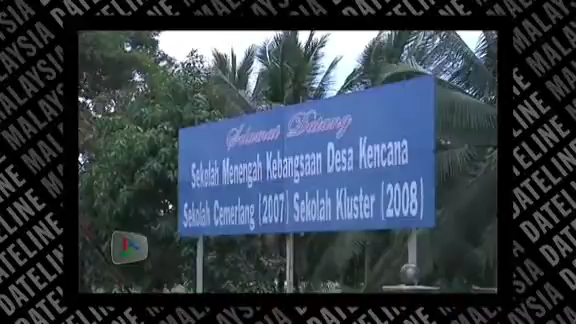 Selamat Datang
Sekolah Menengah Kebangsaan Desa Kencana
Sekolah Cemerlang (2007) Sekolah Kluster (2008)
DATELINE MALAYSIA